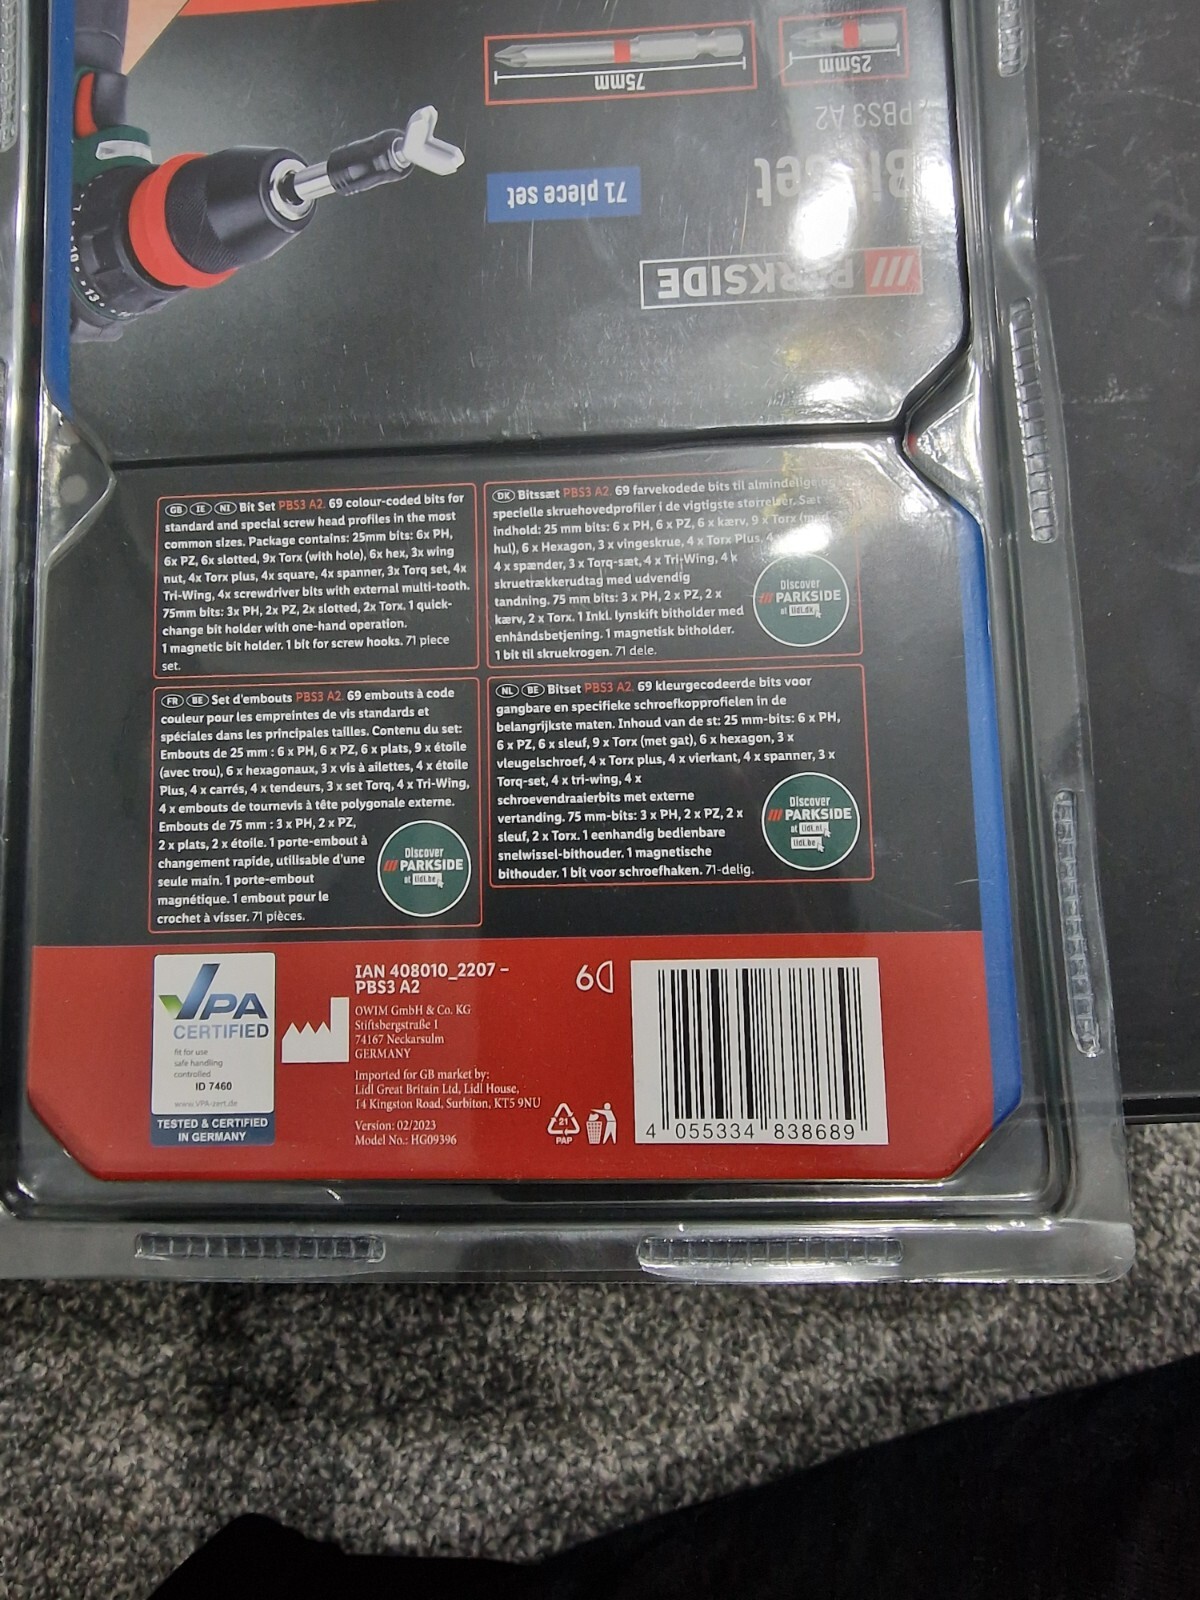 75mm
25mm
PBS3 A2
71 piece set
PARKSIDE
13
GB IE NI Bit Set PBS3 A2. 69 colour-coded bits for
standard and special screw head profiles in the most
common sizes. Package contains: 25mm bits: 6x PH,
6x PZ, 6x slotted, 9x Torx (with hole), 6x hex, 3x wing
nut, 4x Torx plus, 4x square, 4x spanner, 3x Torq set, 4x
Tri-Wing, 4x screwdriver bits with external multi-tooth.
75mm bits: 3x PH, 2x PZ, 2x slotted, 2x Torx. 1 quick-
change bit holder with one-hand operation.
1 magnetic bit holder. 1 bit for screw hooks. 71 piece
set.
DK Bitssæt PBS3 A2. 69 farvekodede bits til almindelige og
specielle skruehovedprofiler i de vigtigste størrelser. Sæt
indhold: 25 mm bits: 6 x PH, 6 x PZ, 6 x kærv, 9 x Torx (med
hul), 6 x Hexagon, 3 x vingeskrue, 4 x Torx Plus, 4 x
4 x spænder, 3 x Torq-sæt, 4 x Tri-Wing, 4 x
skruetrækkerudtag med udvendig
tandning. 75 mm bits: 3 x PH, 2 x PZ, 2 x
kærv, 2 x Torx. 1 Inkl. lynskift bitholder med
enhåndsbetjening. 1 magnetisk bitholder.
1 bit til skruekrogen. 71 dele.
Discover
PARKSIDE
at lidl.dk
FR BE Set d'embouts PBS3 A2. 69 embouts à code
couleur pour les empreintes de vis standards et
spéciales dans les principales tailles. Contenu du set:
Embouts de 25 mm : 6 x PH, 6 x PZ, 6 x plats, 9 x étoile
(avec trou), 6 x hexagonaux, 3 x vis à ailettes, 4 x étoile
Plus, 4 x carrés, 4 x tendeurs, 3 x set Torq, 4 x Tri-Wing,
4 x embouts de tournevis à tête polygonale externe.
Embouts de 75 mm : 3 x PH, 2 x PZ,
2 x plats, 2 x étoile. 1 porte-embout à
changement rapide, utilisable d'une
seule main. 1 porte-embout
magnétique. 1 embout pour le
crochet à visser. 71 pièces.
Discover
PARKSIDE
at lidl.be
NL BE Bitset PBS3 A2. 69 kleurgecodeerde bits voor
gangbare en specifieke schroefkopprofielen in de
belangrijkste maten. Inhoud van de st: 25 mm-bits: 6 x PH,
6 x PZ, 6 x sleuf, 9 x Torx (met gat), 6 x hexagon, 3 x
vleugelschroef, 4 x Torx plus, 4 x vierkant, 4 x spanner, 3 x
Torq-set, 4 x tri-wing, 4 x
schroevendraaierbits met externe
vertanding. 75 mm-bits: 3 x PH, 2 x PZ, 2 x
sleuf, 2 x Torx. 1 eenhandig bedienbare
snelwissel-bithouder. 1 magnetische
bithouder. 1 bit voor schroefhaken. 71-delig.
Discover
PARKSIDE
at lidl.nl
lidl.be
VPA
CERTIFIED
fit for use
safe handling
controlled
ID 7460
www.VPA-zert.de
TESTED & CERTIFIED
IN GERMANY
IAN 408010_2207 –
PBS3 A2
OWIM GmbH & Co. KG
Stiftsbergstraße 1
74167 Neckarsulm
GERMANY
Imported for GB market by:
Lidl Great Britain Ltd, Lidl House,
14 Kingston Road, Surbiton, KT5 9NU
Version: 02/2023
Model No.: HG09396
21
PAP
6
4 055334 838689